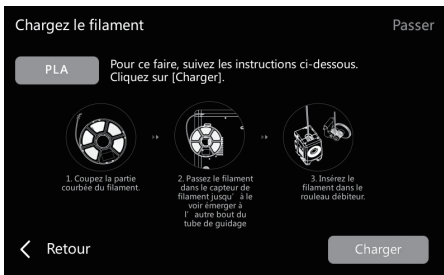 Chargez le filament
Passer
PLA
Pour ce faire, suivez les instructions ci-dessous.
Cliquez sur [Charger].
1. Coupez la partie
courbée du filament.
2. Passez le filament
dans le capteur de
filament jusqu'à le
voir émerger à
l'autre bout du
tube de guidage
3. Insérez le
filament dans le
rouleau débiteur.
Retour
Charger